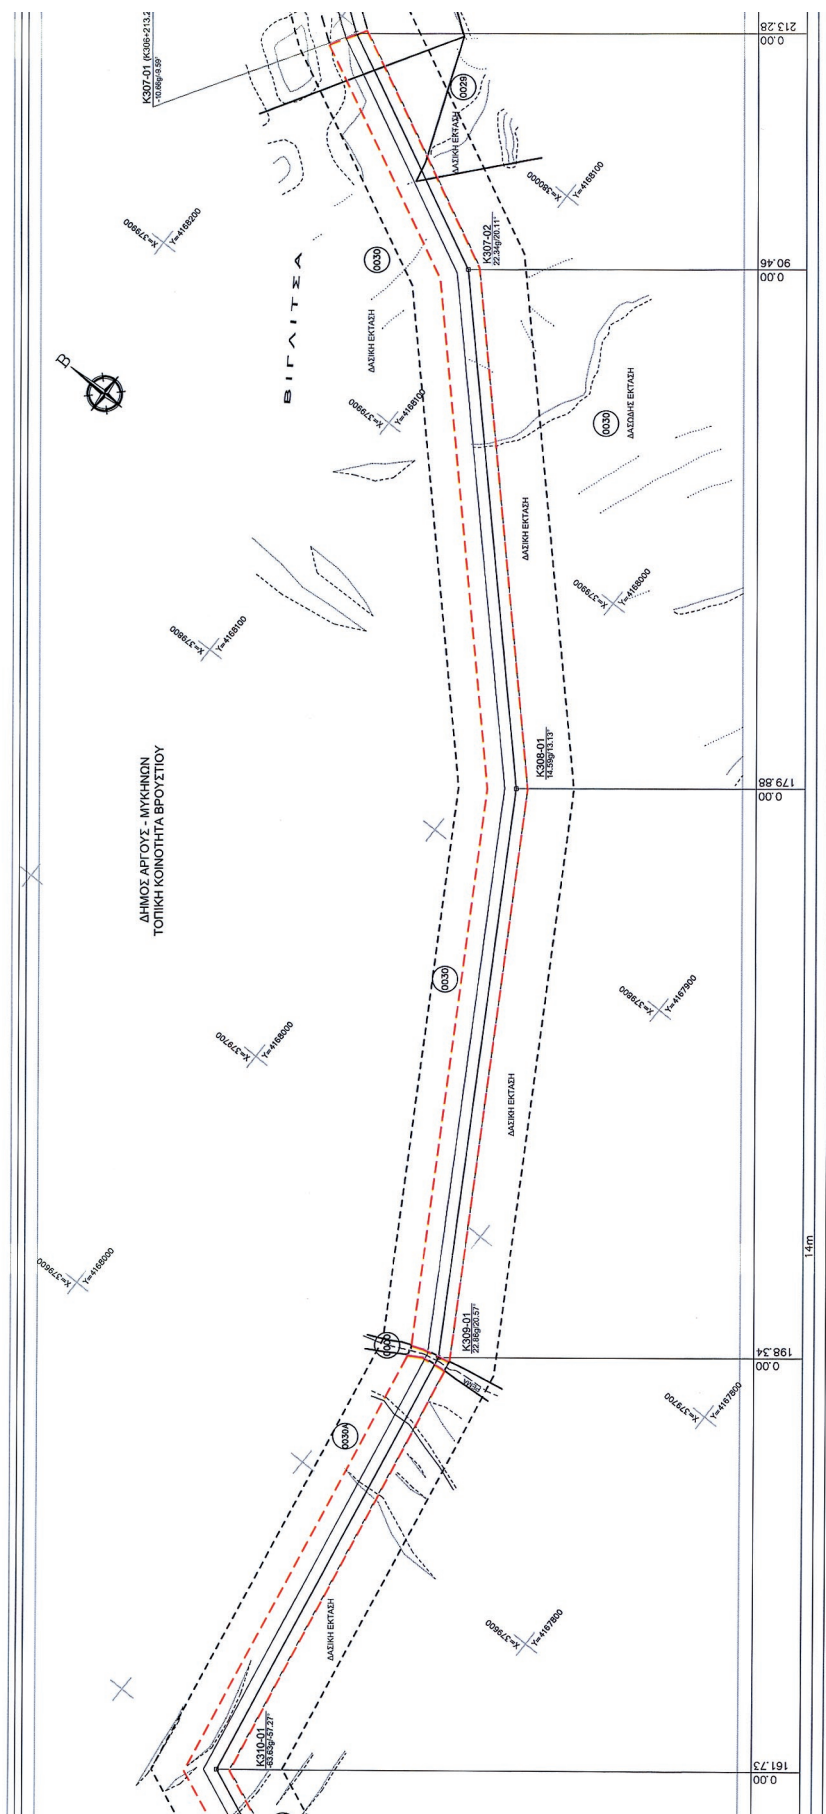 K307-01 (K306+213.2
-10.66g/-9.59°
213.28
0.00
0029
ΔΑΣΙΚΗ ΕΚΤΑΣΗ
X=380000
Y=4168100
X=379900
Y=4168200
K307-02
22.34g/20.11°
90.46
0.00
0030
ΒΙΓΛΙΤΣΑ
ΔΑΣΙΚΗ ΕΚΤΑΣΗ
B
X=379900
Y=4168100
0030
ΔΑΣΩΔΗΣ ΕΚΤΑΣΗ
ΔΑΣΙΚΗ ΕΚΤΑΣΗ
X=379900
Y=4168000
X=379800
Y=4168100
K308-01
14.59g/13.13°
179.88
0.00
ΔΗΜΟΣ ΑΡΓΟΥΣ - ΜΥΚΗΝΩΝ
ΤΟΠΙΚΗ ΚΟΙΝΟΤΗΤΑ ΒΡΟΥΣΤΙΟΥ
0030
X=379800
Y=4167900
X=379700
Y=4168000
ΔΑΣΙΚΗ ΕΚΤΑΣΗ
X=379600
Y=4168000
14m
K309-01
22.86g/20.57°
198.34
0.00
ΡΕΜΑ
X=379700
Y=4167800
0030A
ΔΑΣΙΚΗ ΕΚΤΑΣΗ
X=379600
Y=4167800
K310-01
-63.63g/-57.27°
161.73
0.00